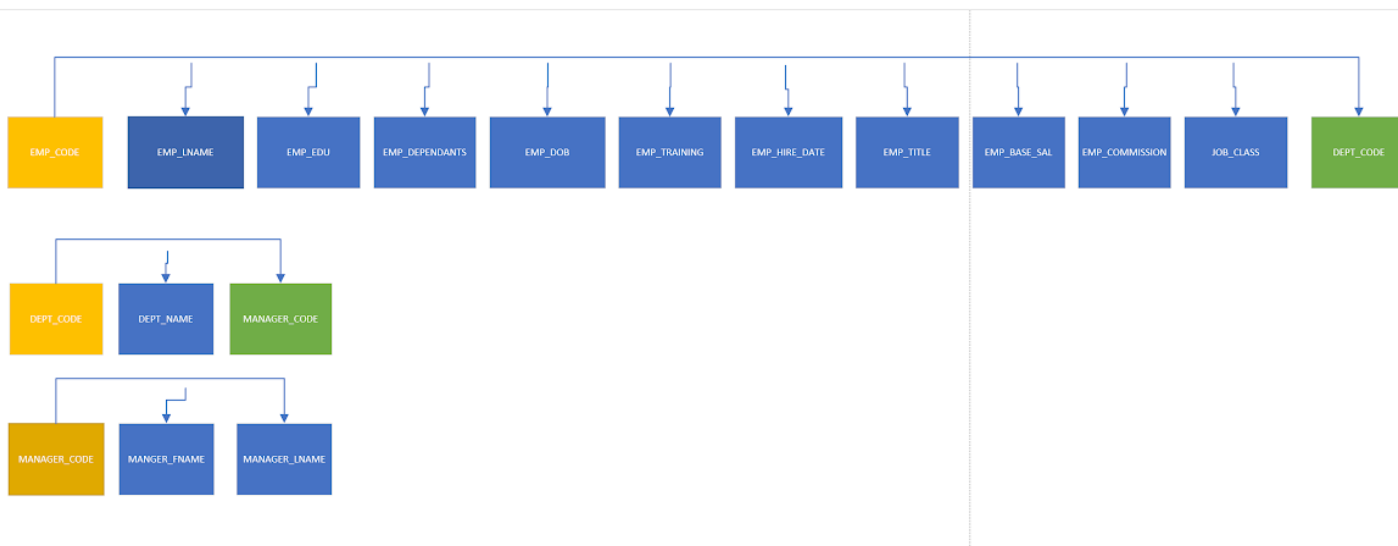 EMP_CODE EMP_LNAME EMP_EDU EMP_DEPENDANTS EMP_DOB EMP_TRAINING EMP_HIRE_DATE EMP_TITLE EMP_BASE_SAL EMP_COMMISSION JOB_CLASS DEPT_CODE
DEPT_CODE DEPT_NAME MANAGER_CODE
MANAGER_CODE MANGER_FNAME MANAGER_LNAME